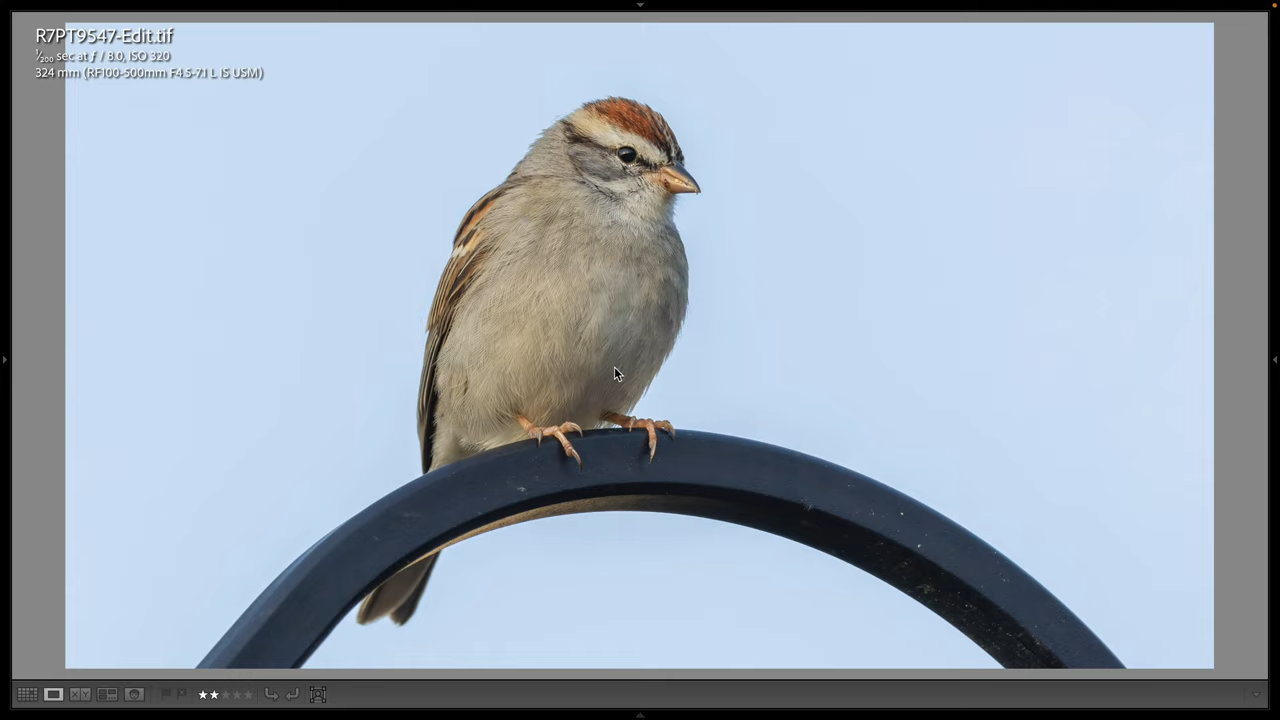 R7PT9547-Edit.tif
1/200 sec at ƒ / 8.0, ISO 320
324 mm (RF100-500mm F4.5-7.1 L IS USM)
X Y